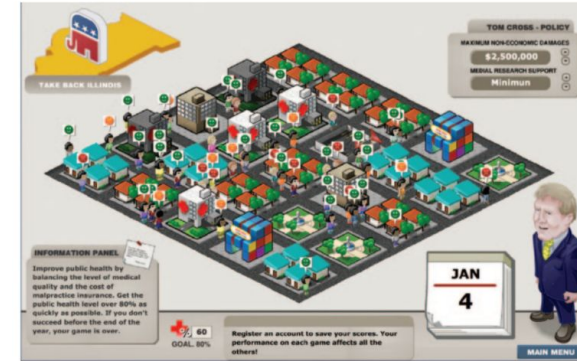 TAKE BACK ILLINOIS
TOM CROSS - POLICY
MAXIMUM NON-ECONOMIC DAMAGES
$2,500,000
MEDIAL RESEARCH SUPPORT
Minimun
INFORMATION PANEL
Improve public health by
balancing the level of medical
quality and the cost of
malpractice insurance. Get the
public health level over 80% as
quickly as possible. If you don't
succeed before the end of the
year, your game is over.
% 60
GOAL. 80%
Register an account to save your scores. Your
performance on each game affects all the
others!
JAN
4
MAIN MENU